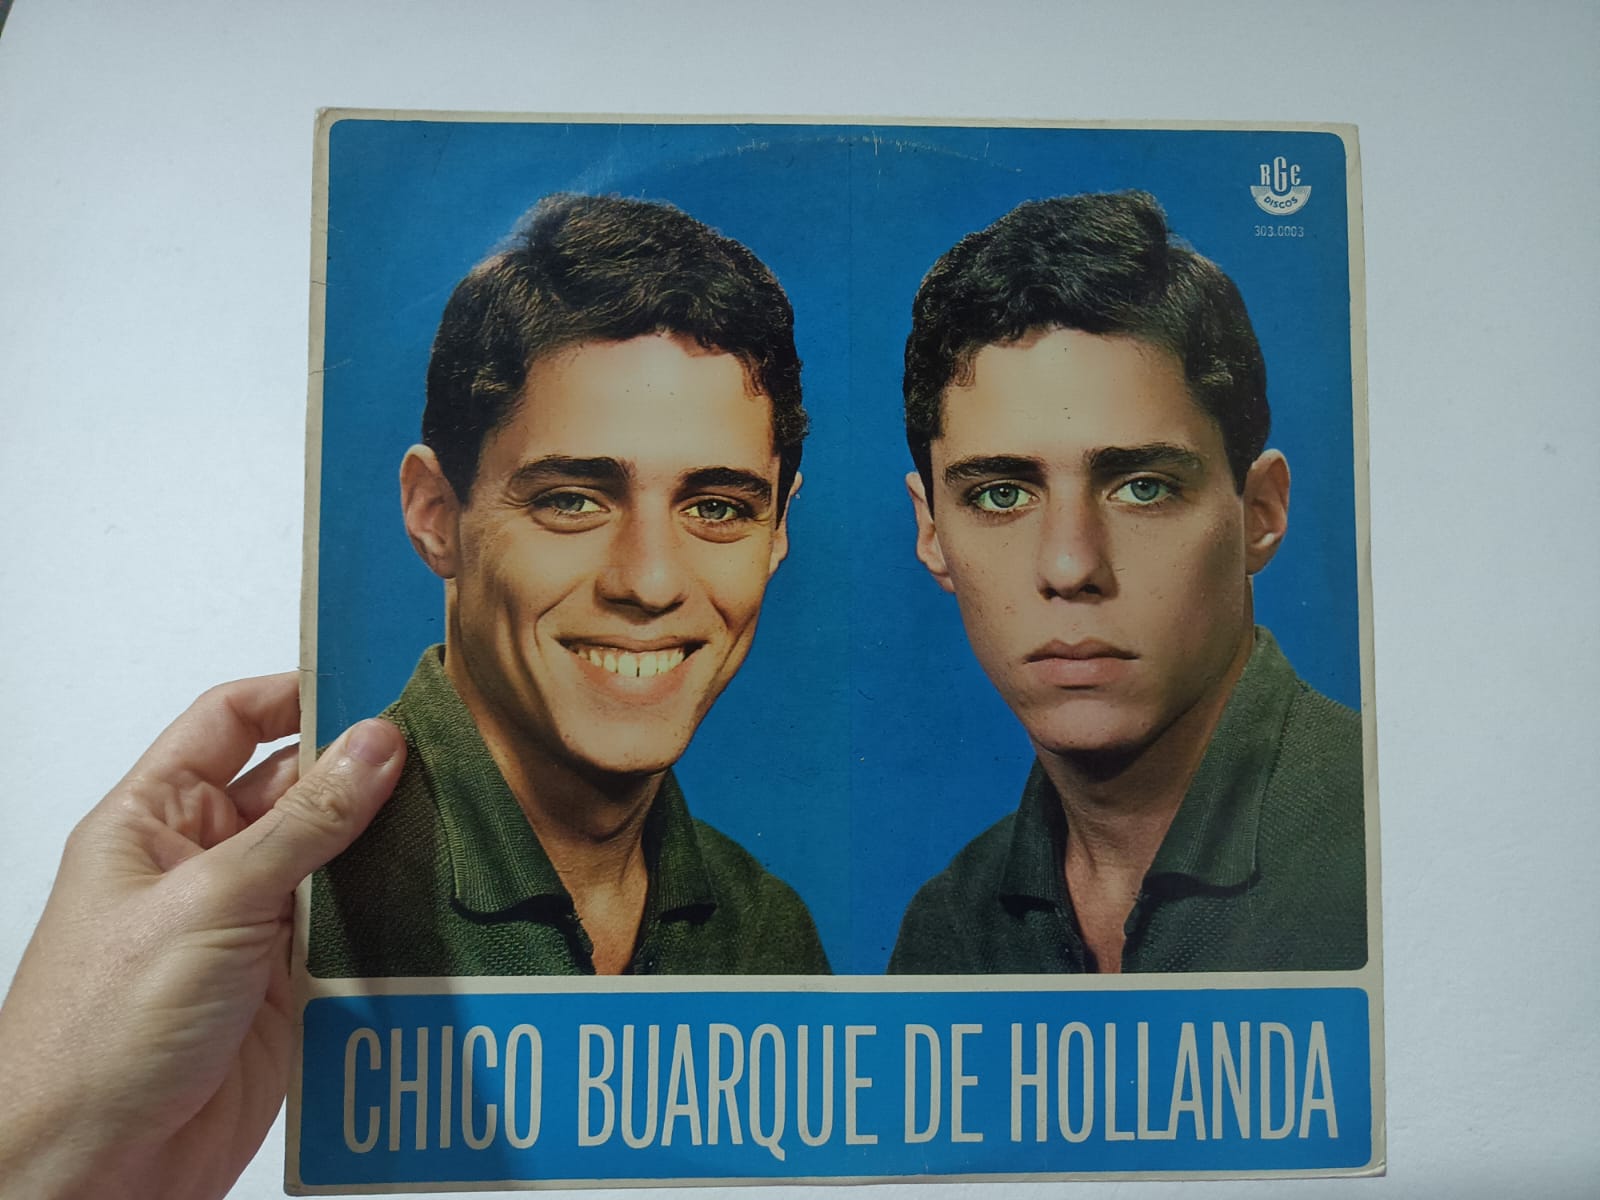 RGE
DISCOS
303.0003
CHICO BUARQUE DE HOLLANDA